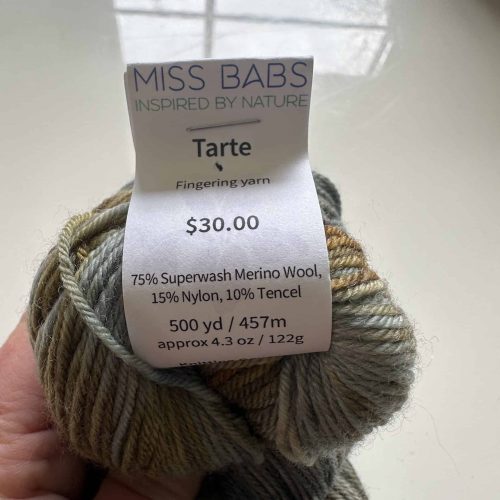 MISS BABS
INSPIRED BY NATURE
Tarte
Fingering yarn
$30.00
75% Superwash Merino Wool,
15% Nylon, 10% Tencel
500 yd / 457m
approx 4.3 oz / 122g